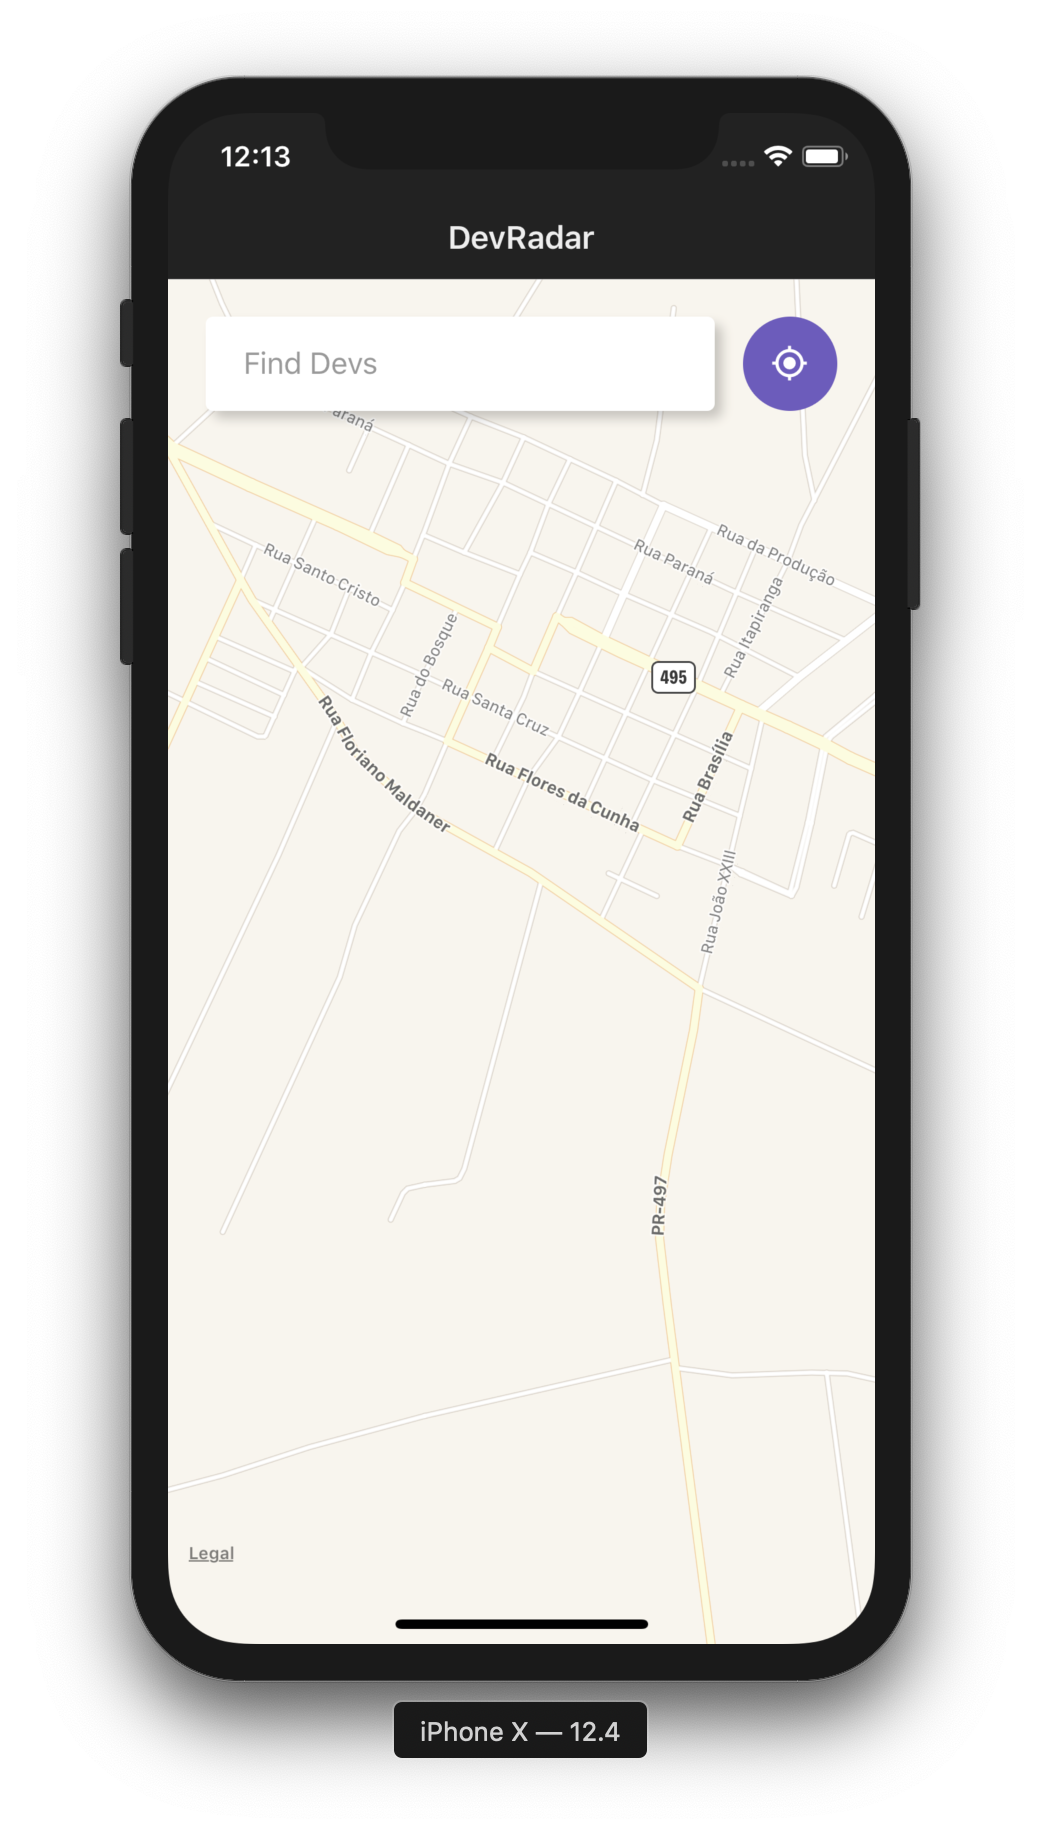 12:13
DevRadar
Find Devs
araná
Rua da Produção
Rua Paraná
Rua Santo Cristo
Rua Itapiranga
Rua do Bosque
495
Rua Santa Cruz
Rua Floriano Maldaner
Rua Flores da Cunha
Rua Brasília
Rua João XXIII
PR-497
Legal
iPhone X — 12.4